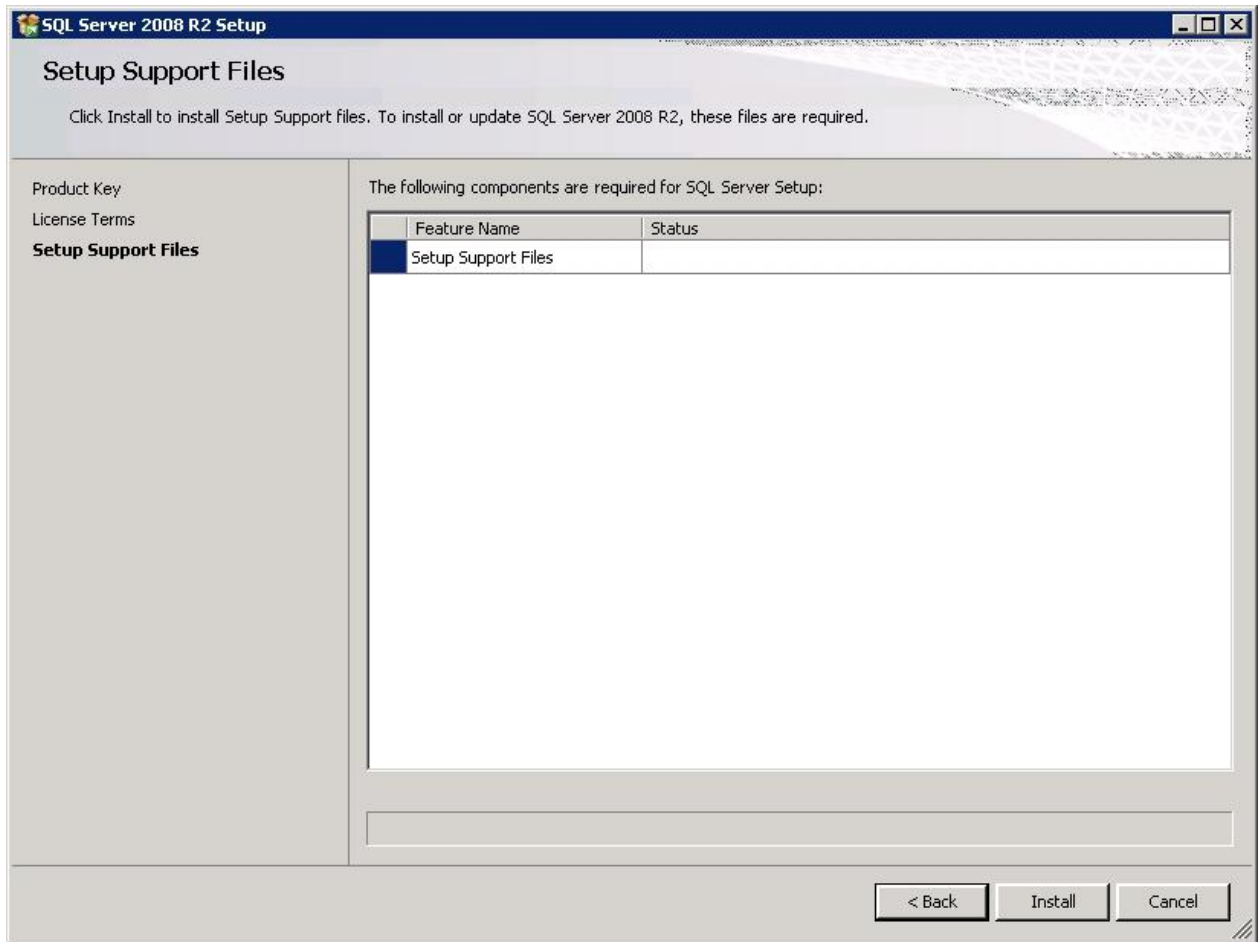 SQL Server 2008 R2 Setup
Setup Support Files
Click Install to install Setup Support files. To install or update SQL Server 2008 R2, these files are required.
Product Key
License Terms
Setup Support Files
The following components are required for SQL Server Setup:
Feature Name Status
Setup Support Files
< Back Install Cancel